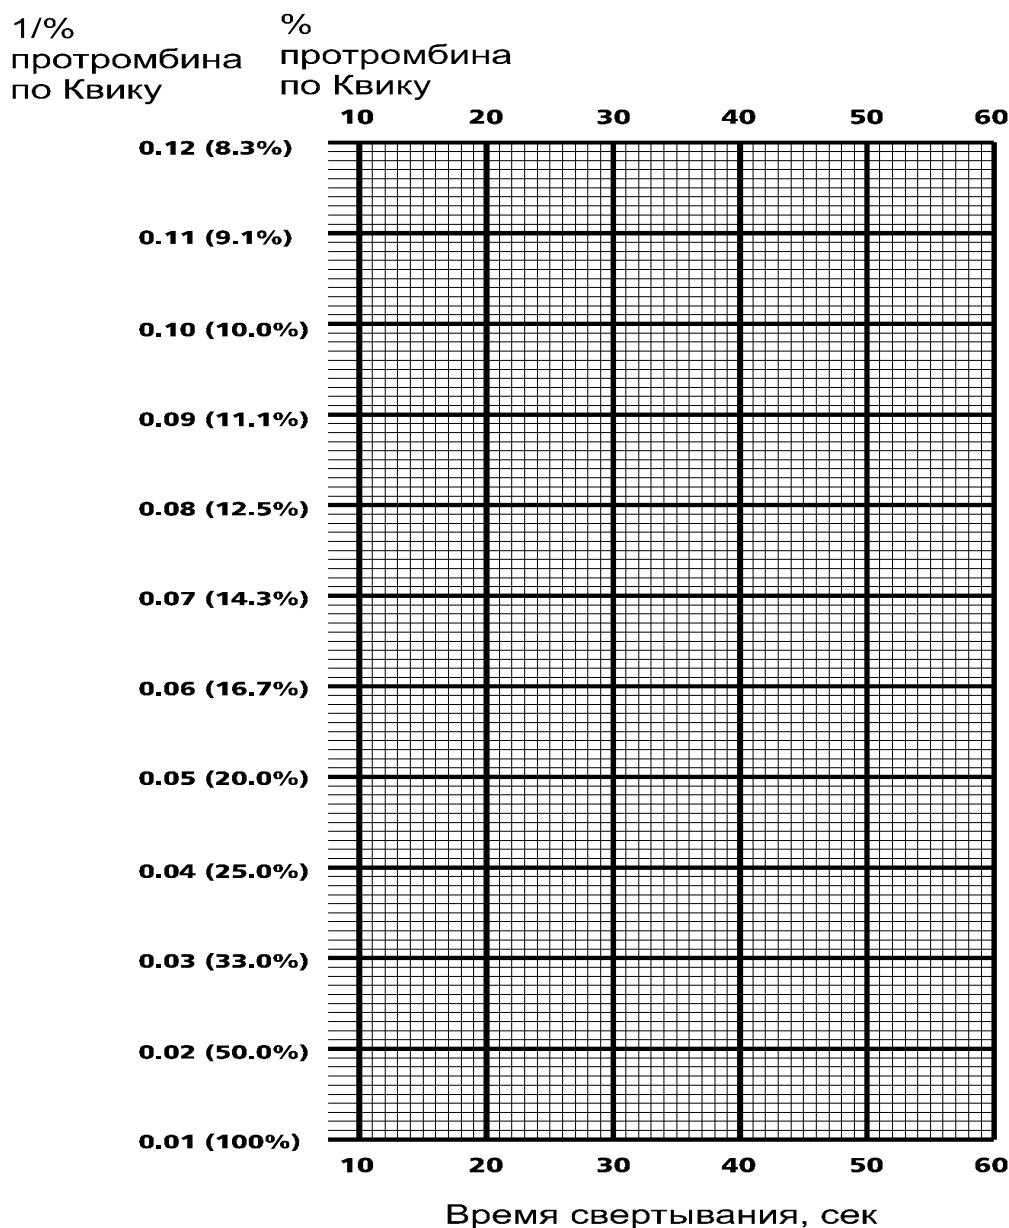 1/%
протромбина
по Квику
%
протромбина
по Квику
10 20 30 40 50 60
0.12 (8.3%)
0.11 (9.1%)
0.10 (10.0%)
0.09 (11.1%)
0.08 (12.5%)
0.07 (14.3%)
0.06 (16.7%)
0.05 (20.0%)
0.04 (25.0%)
0.03 (33.0%)
0.02 (50.0%)
0.01 (100%)
10 20 30 40 50 60
Время свертывания, сек